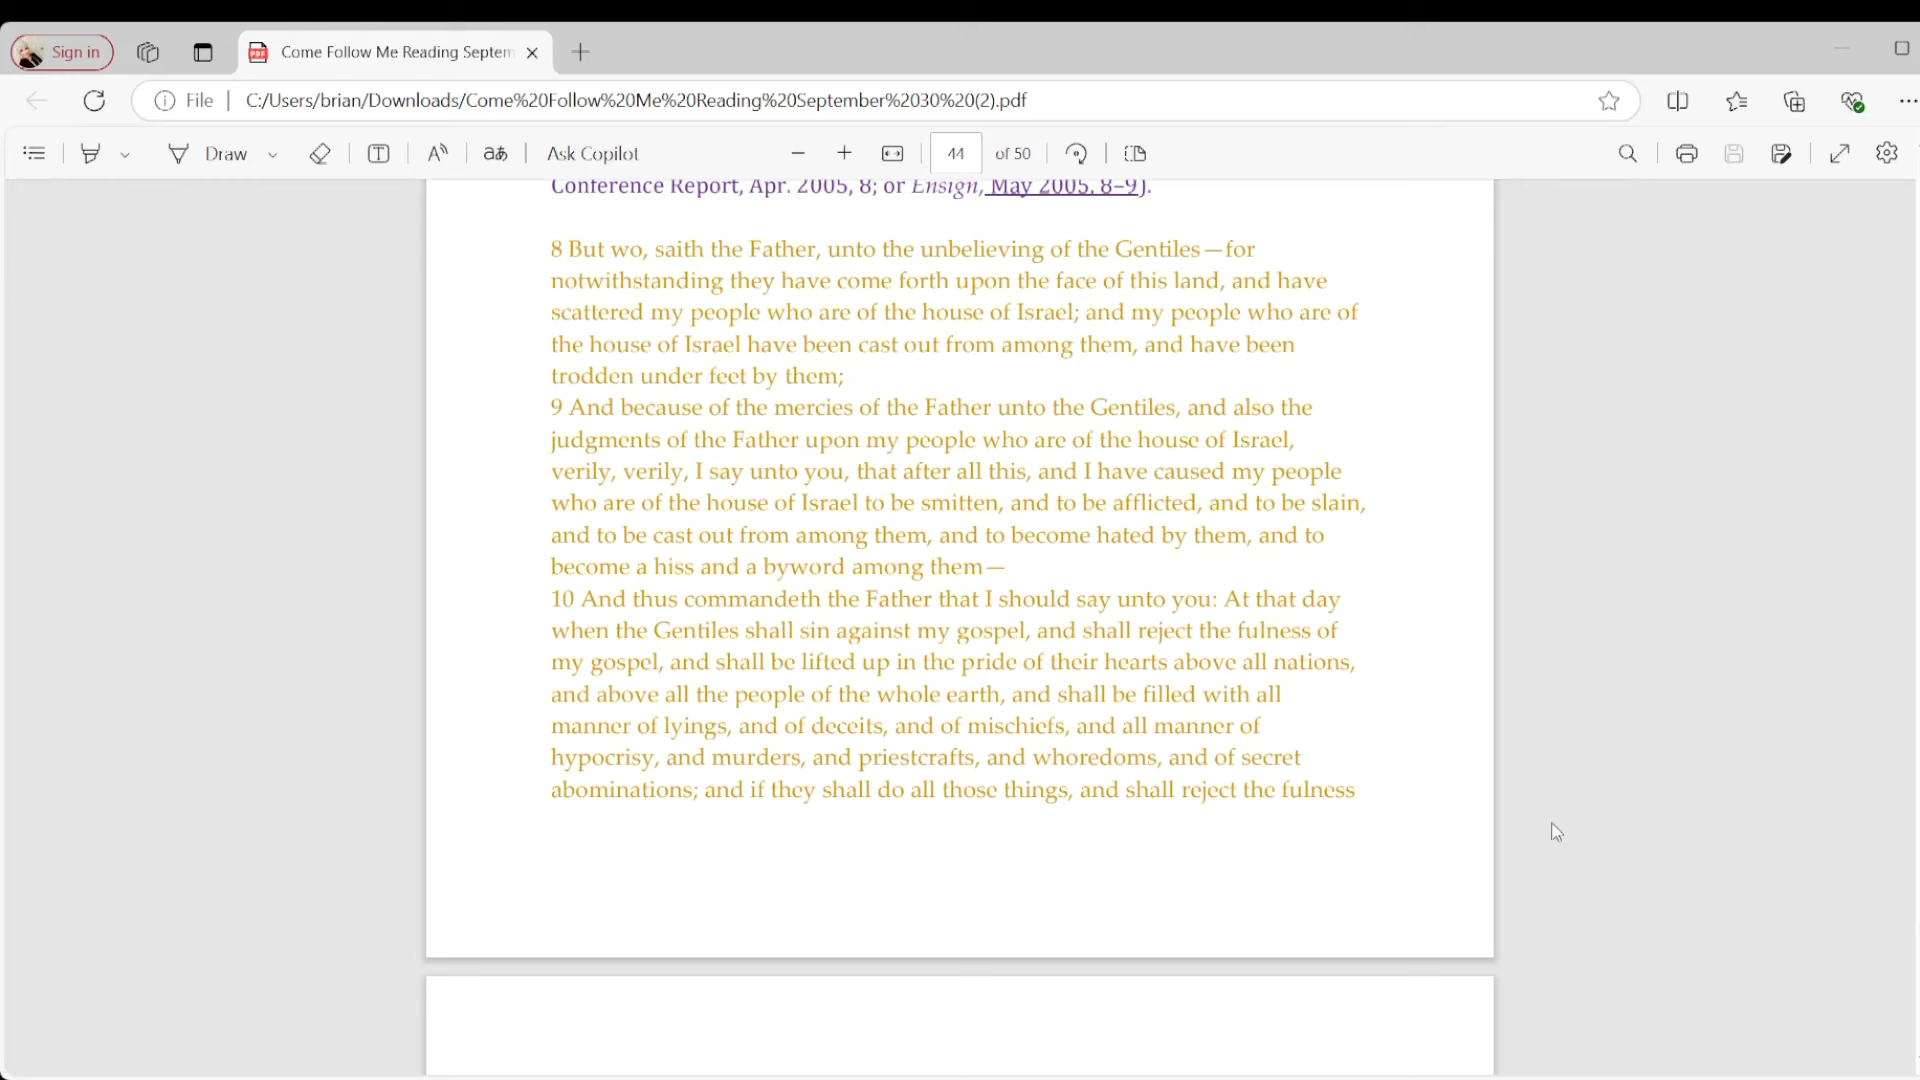 Sign in
Come Follow Me Reading Septem
File
C:/Users/brian/Downloads/Come%20Follow%20Me%20Reading%20September%2030%20(2).pdf
Draw
Ask Copilot
44 of 50
Conference Report, Apr. 2005, 8; or Ensign, May 2005, 8–9).
8 But wo, saith the Father, unto the unbelieving of the Gentiles—for
notwithstanding they have come forth upon the face of this land, and have
scattered my people who are of the house of Israel; and my people who are of
the house of Israel have been cast out from among them, and have been
trodden under feet by them;
9 And because of the mercies of the Father unto the Gentiles, and also the
judgments of the Father upon my people who are of the house of Israel,
verily, verily, I say unto you, that after all this, and I have caused my people
who are of the house of Israel to be smitten, and to be afflicted, and to be slain,
and to be cast out from among them, and to become hated by them, and to
become a hiss and a byword among them—
10 And thus commandeth the Father that I should say unto you: At that day
when the Gentiles shall sin against my gospel, and shall reject the fulness of
my gospel, and shall be lifted up in the pride of their hearts above all nations,
and above all the people of the whole earth, and shall be filled with all
manner of lyings, and of deceits, and of mischiefs, and all manner of
hypocrisy, and murders, and priestcrafts, and whoredoms, and of secret
abominations; and if they shall do all those things, and shall reject the fulness